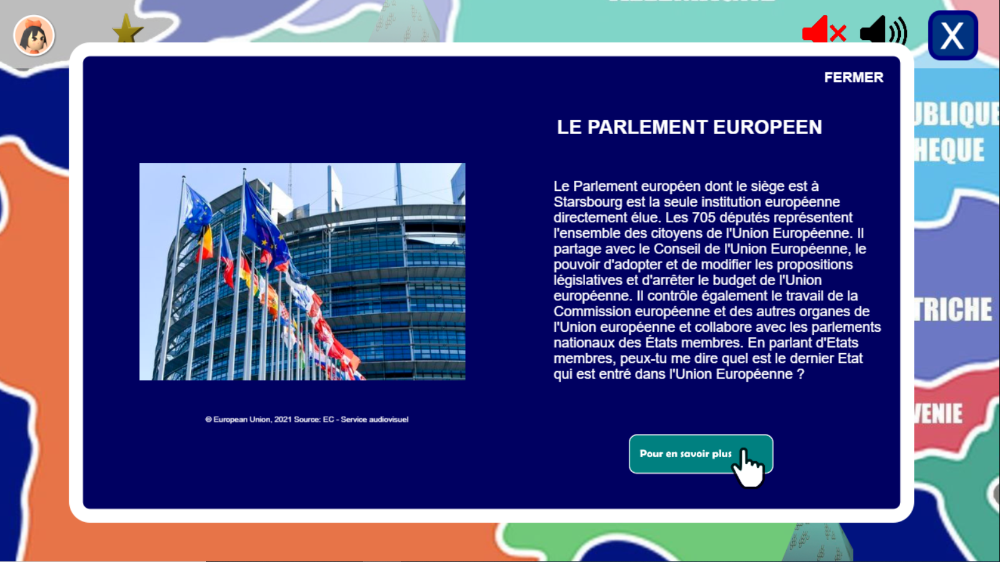 X
FERMER
UBLIQUE
HEQUE
LE PARLEMENT EUROPEEN
Le Parlement européen dont le siège est à
Starsbourg est la seule institution européenne
directement élue. Les 705 députés représentent
l'ensemble des citoyens de l'Union Européenne. Il
partage avec le Conseil de l'Union Européenne, le
pouvoir d'adopter et de modifier les propositions
législatives et d'arrêter le budget de l'Union
européenne. Il contrôle également le travail de la
Commission européenne et des autres organes de
l'Union européenne et collabore avec les parlements
nationaux des États membres. En parlant d'Etats
membres, peux-tu me dire quel est le dernier Etat
qui est entré dans l'Union Européenne ?
TRICHE
VENIE
© European Union, 2021 Source: EC - Service audiovisuel
Pour en savoir plus